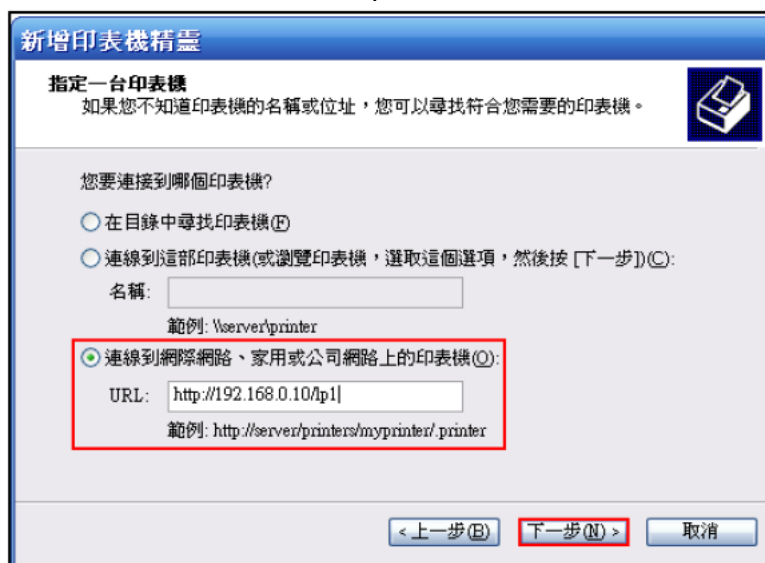 新增印表機精靈
指定一台印表機
如果您不知道印表機的名稱或位址，您可以尋找符合您需要的印表機。
您要連接到哪個印表機?
在目錄中尋找印表機(F)
連線到這部印表機(或瀏覽印表機，選取這個選項，然後按 [下一步])(C):
名稱:
範例: \\server\printer
連線到網際網路、家用或公司網路上的印表機(O):
URL: http://192.168.0.10/lp1
範例: http://server/printers/myprinter/.printer
<上一步(B) 下一步(N)> 取消